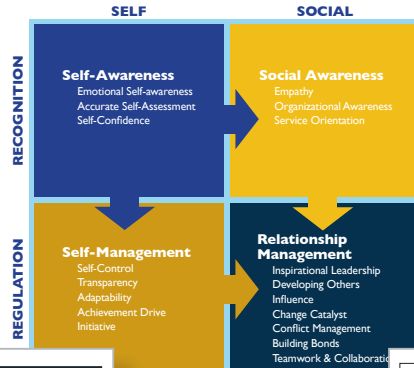 SELF
SOCIAL
RECOGNITION
Self-Awareness
Emotional Self-awareness
Accurate Self-Assessment
Self-Confidence
Social Awareness
Empathy
Organizational Awareness
Service Orientation
REGULATION
Self-Management
Self-Control
Transparency
Adaptability
Achievement Drive
Initiative
Relationship
Management
Inspirational Leadership
Developing Others
Influence
Change Catalyst
Conflict Management
Building Bonds
Teamwork & Collaboratio